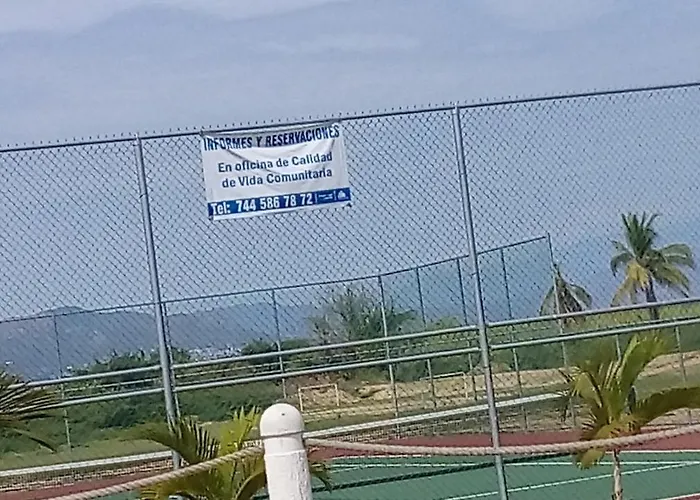 INFORMES Y RESERVACIONES
En oficina de Calidad
de Vida Comunitaria
Tel: 744 586 78 72